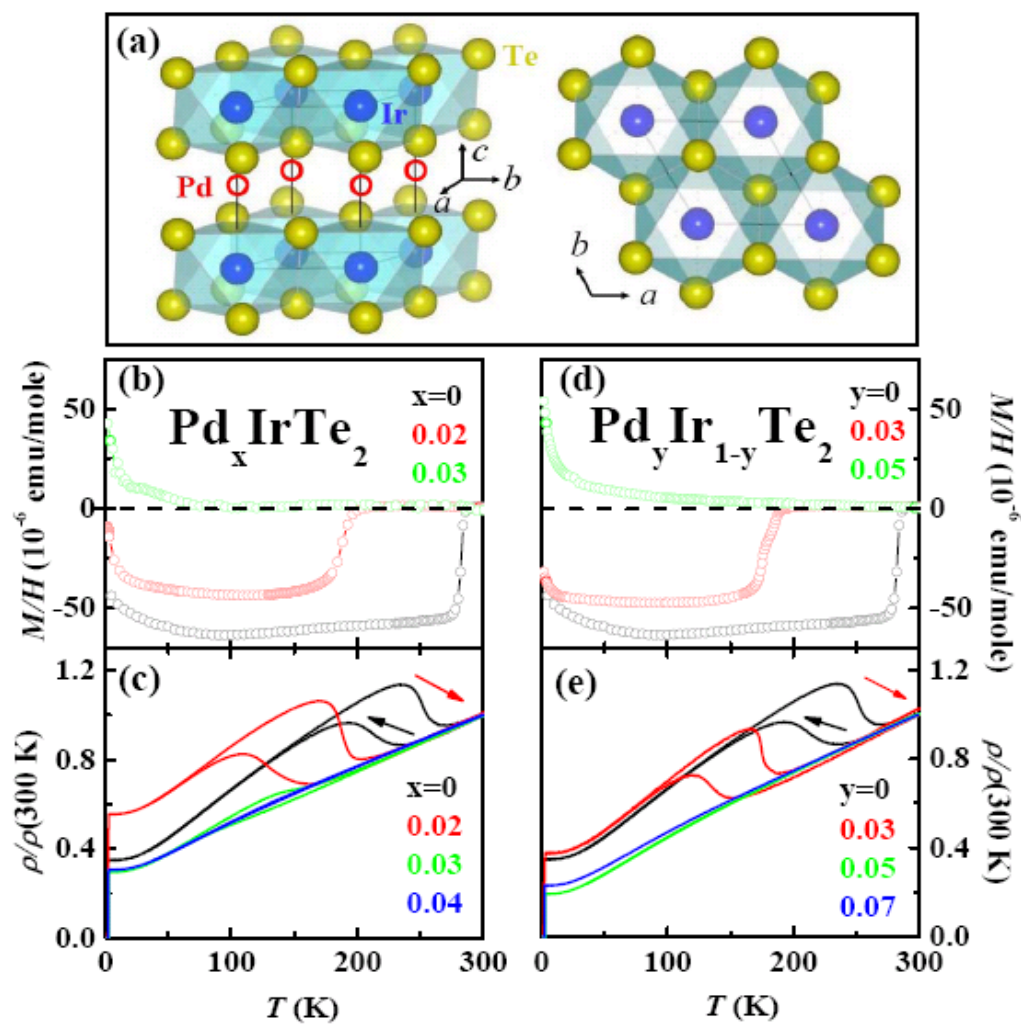 (a)
Te
Ir
Pd
c
b
a
b
a
(b)
x=0
Pd_xIrTe_2
0.02
0.03
50
0
-50
M/H (10^-6 emu/mole)
(d)
y=0
Pd_yIr_1-yTe_2
0.03
0.05
50
0
-50
M/H (10^-6 emu/mole)
(c)
1.2
0.8
0.4
0.0
ρ/ρ(300 K)
x=0
0.02
0.03
0.04
0 100 200 300
T (K)
(e)
1.2
0.8
0.4
0.0
ρ/ρ(300 K)
y=0
0.03
0.05
0.07
0 100 200 300
T (K)